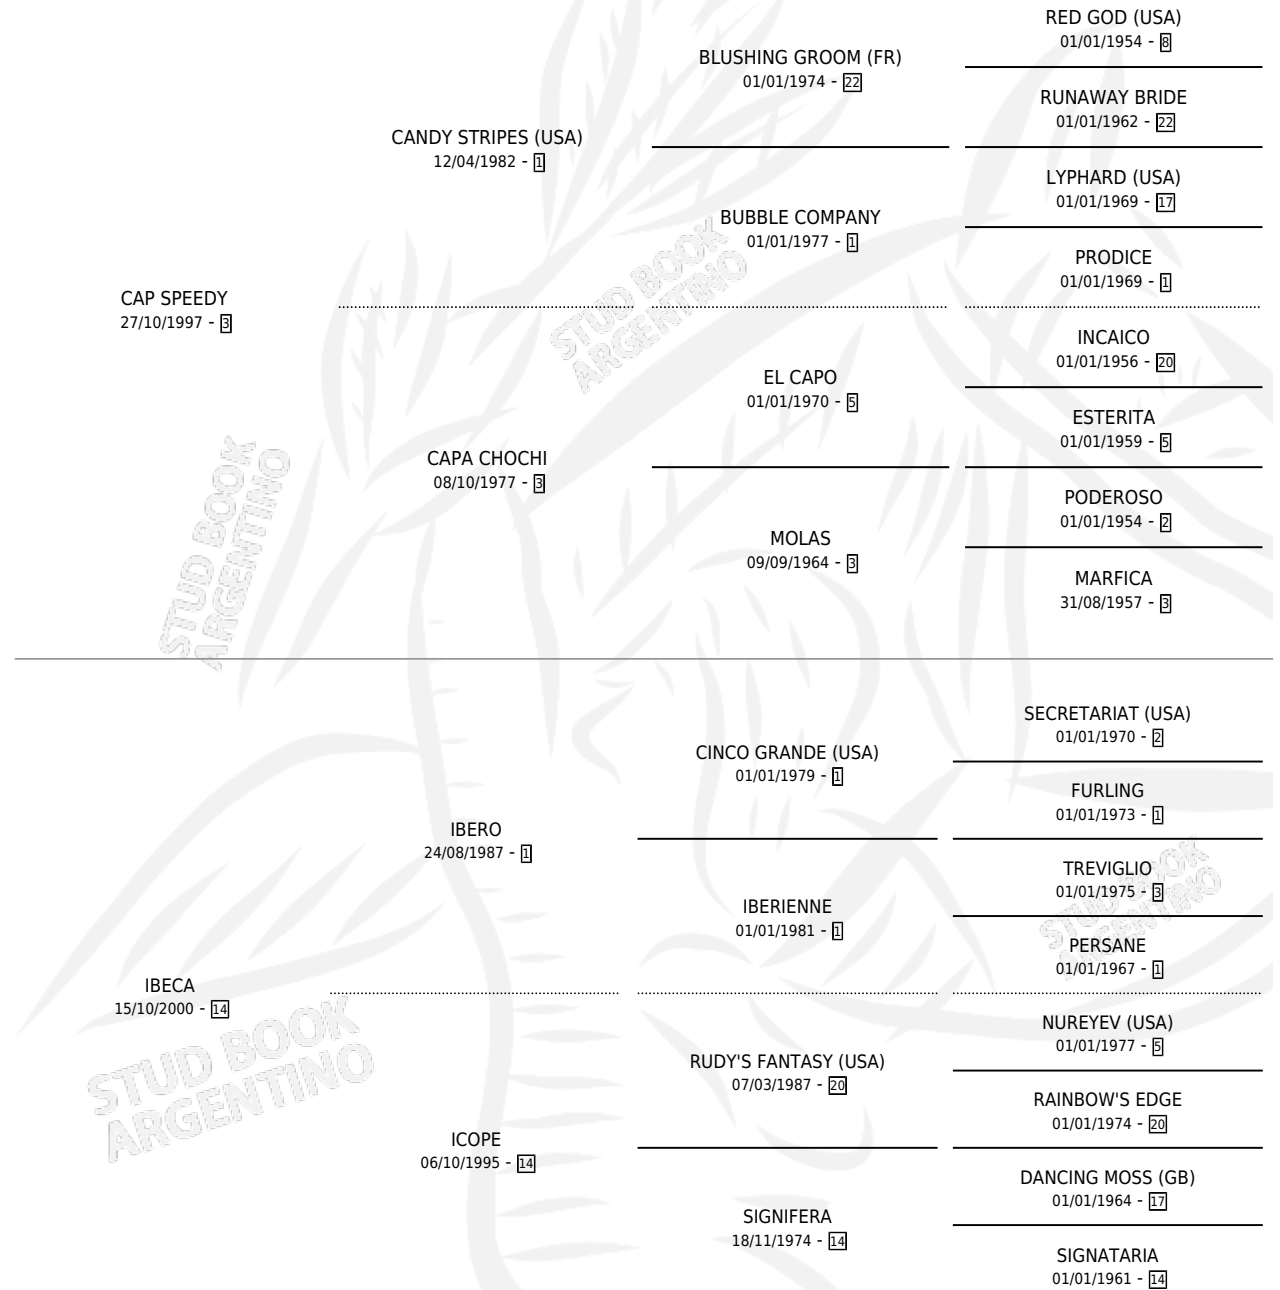 RED GOD (USA)
01/01/1954 - 8
BLUSHING GROOM (FR)
01/01/1974 - 22
RUNAWAY BRIDE
01/01/1962 - 22
CANDY STRIPES (USA)
12/04/1982 - 1
LYPHARD (USA)
01/01/1969 - 17
BUBBLE COMPANY
01/01/1977 - 1
PRODICE
01/01/1969 - 1
CAP SPEEDY
27/10/1997 - 3
STUD BOOK
ARGENTINO
INCAICO
01/01/1956 - 20
EL CAPO
01/01/1970 - 5
ESTERITA
01/01/1959 - 5
CAPA CHOCHI
08/10/1977 - 3
PODEROSO
01/01/1954 - 2
MOLAS
09/09/1964 - 3
MARFICA
31/08/1957 - 3
STUD BOOK
ARGENTINO
SECRETARIAT (USA)
01/01/1970 - 2
CINCO GRANDE (USA)
01/01/1979 - 1
FURLING
01/01/1973 - 1
IBERO
24/08/1987 - 1
TREVIGLIO
01/01/1975 - 3
IBERIENNE
01/01/1981 - 1
STUD BOOK
ARGENTINO
PERSANE
01/01/1967 - 1
IBECA
15/10/2000 - 14
STUD BOOK
ARGENTINO
NUREYEV (USA)
01/01/1977 - 5
RUDY'S FANTASY (USA)
07/03/1987 - 20
RAINBOW'S EDGE
01/01/1974 - 20
ICOPE
06/10/1995 - 14
DANCING MOSS (GB)
01/01/1964 - 17
SIGNIFERA
18/11/1974 - 14
SIGNATARIA
01/01/1961 - 14